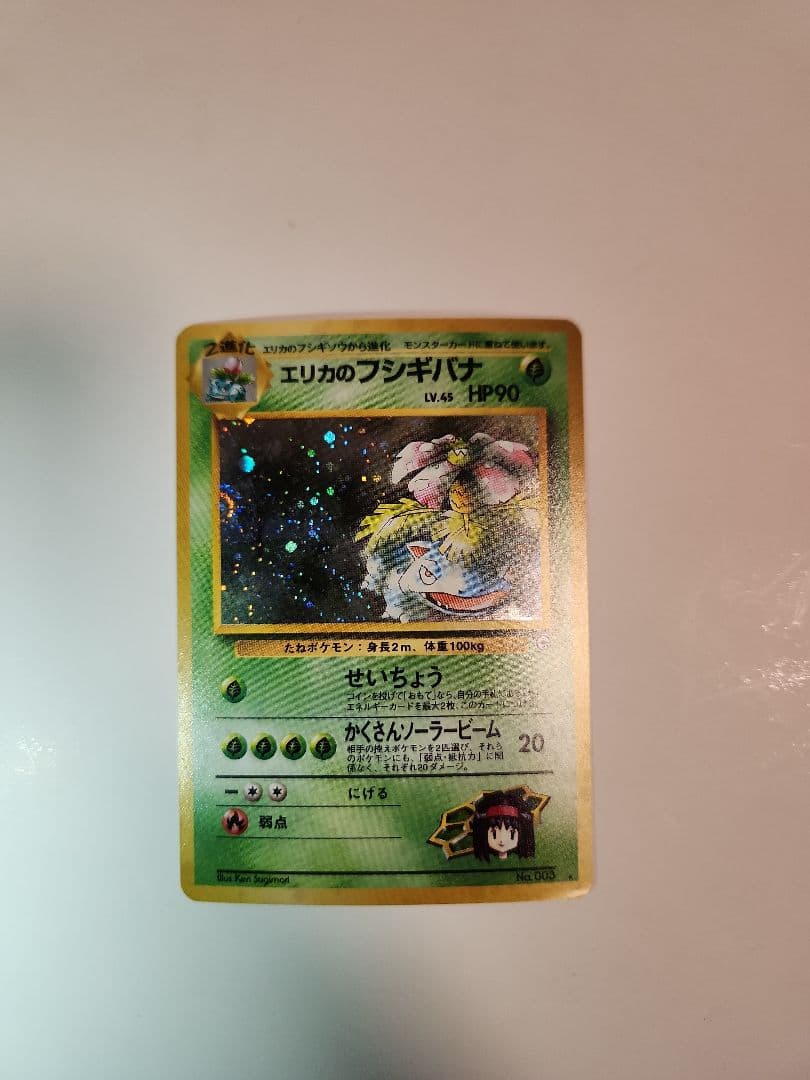 2進化 エリカのフシギソウから進化 モンスターカードに重ねて使います。
エリカのフシギバナ
LV.45 HP90
たねポケモン：身長2m、体重100kg
せいちょう
コインを投げて「おもて」なら、自分の手札
エネルギーカードを最大2枚、このカードに
かくさんソーラービーム 20
相手の控えポケモンを2匹選び、それら
のポケモンにも、「弱点・抵抗力」に関
係なく、それぞれ20ダメージ。
ー にげる
弱点
Illus. Ken Sugimori No. 003